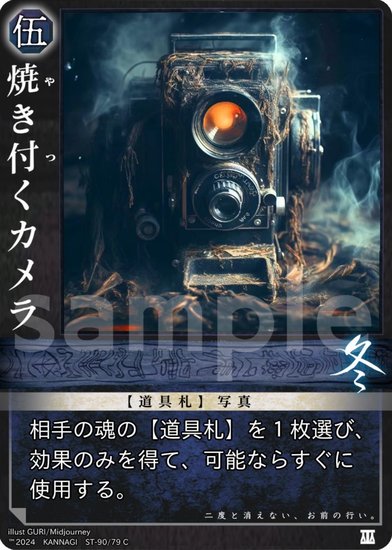 伍
焼き付くカメラ
や
つ
sample
冬
【道具札】 写真
相手の魂の【道具札】を1枚選び、
効果のみを得て、可能ならすぐに
使用する。
二度と消えない、お前の行い。
illust GURI/Midjourney
™2024 KANNAGI ST-90/79 C